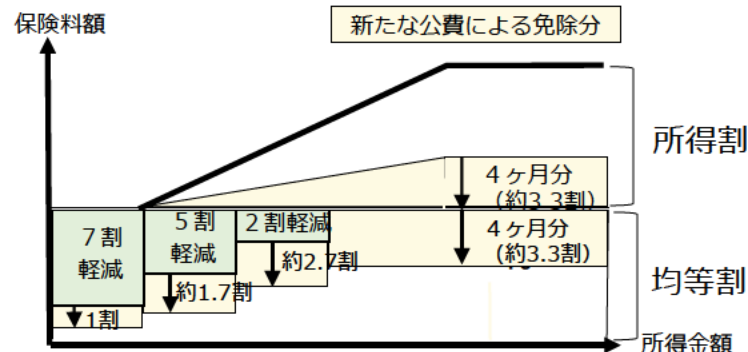 保険料額
新たな公費による免除分
所得割
4ヶ月分
（約3.3割）
7割
軽減
5割
軽減
2割軽減
4ヶ月分
（約3.3割）
約2.7割
約1.7割
1割
均等割
所得金額